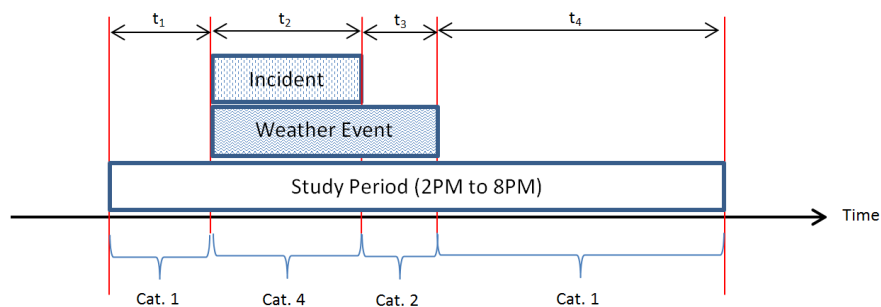 t₁ t₂ t₃ t₄
Incident
Weather Event
Study Period (2PM to 8PM)
Time
Cat. 1 Cat. 4 Cat. 2 Cat. 1